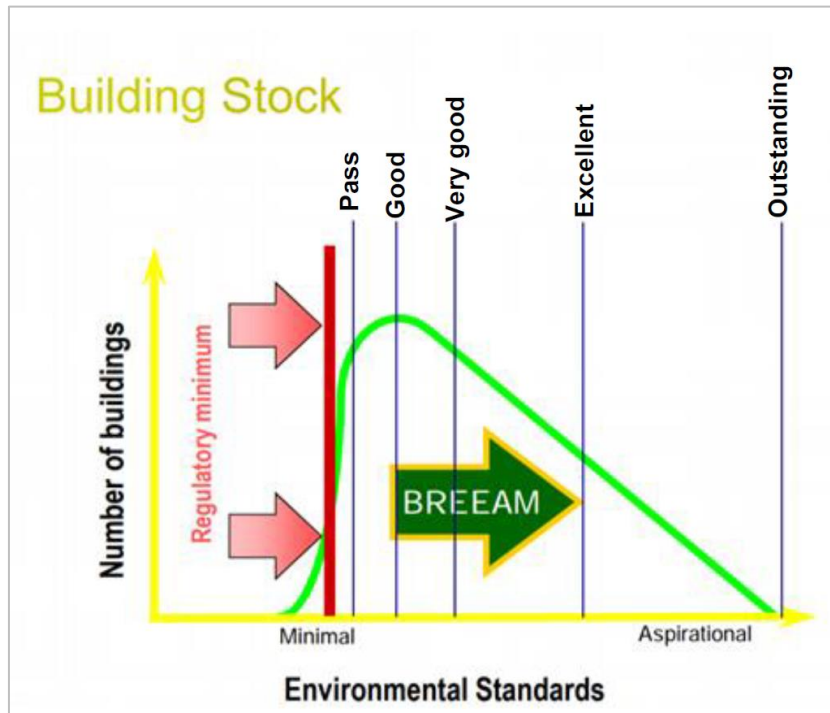 Building Stock
Pass
Good
Very good
Excellent
Outstanding
Number of buildings
Regulatory minimum
BREEAM
Minimal
Aspirational
Environmental Standards